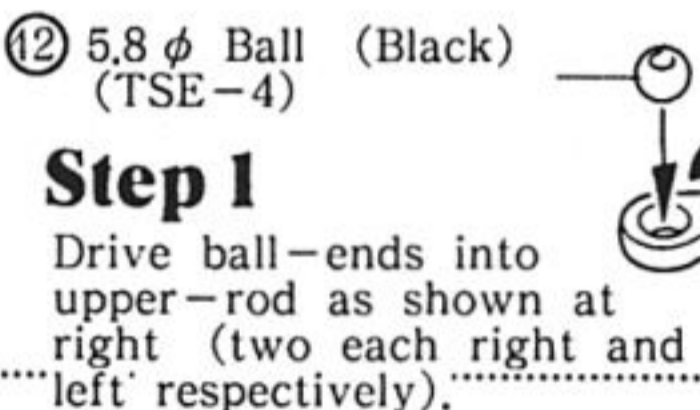 ⑫ 5.8 φ Ball (Black)
(TSE-4)
Step 1
Drive ball-ends into
upper-rod as shown at
right (two each right and
left respectively).